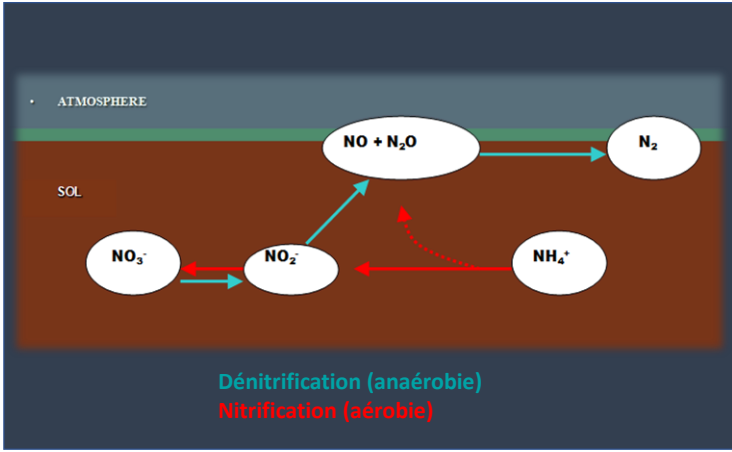 • ATMOSPHERE
NO + N₂O
N₂
SOL
NO₃⁻
NO₂⁻
NH₄⁺
Dénitrification (anaérobie)
Nitrification (aérobie)